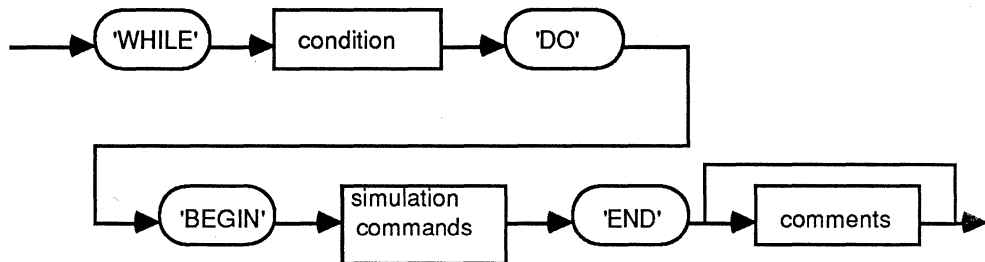 'WHILE' condition 'DO'
'BEGIN' simulation commands 'END' comments